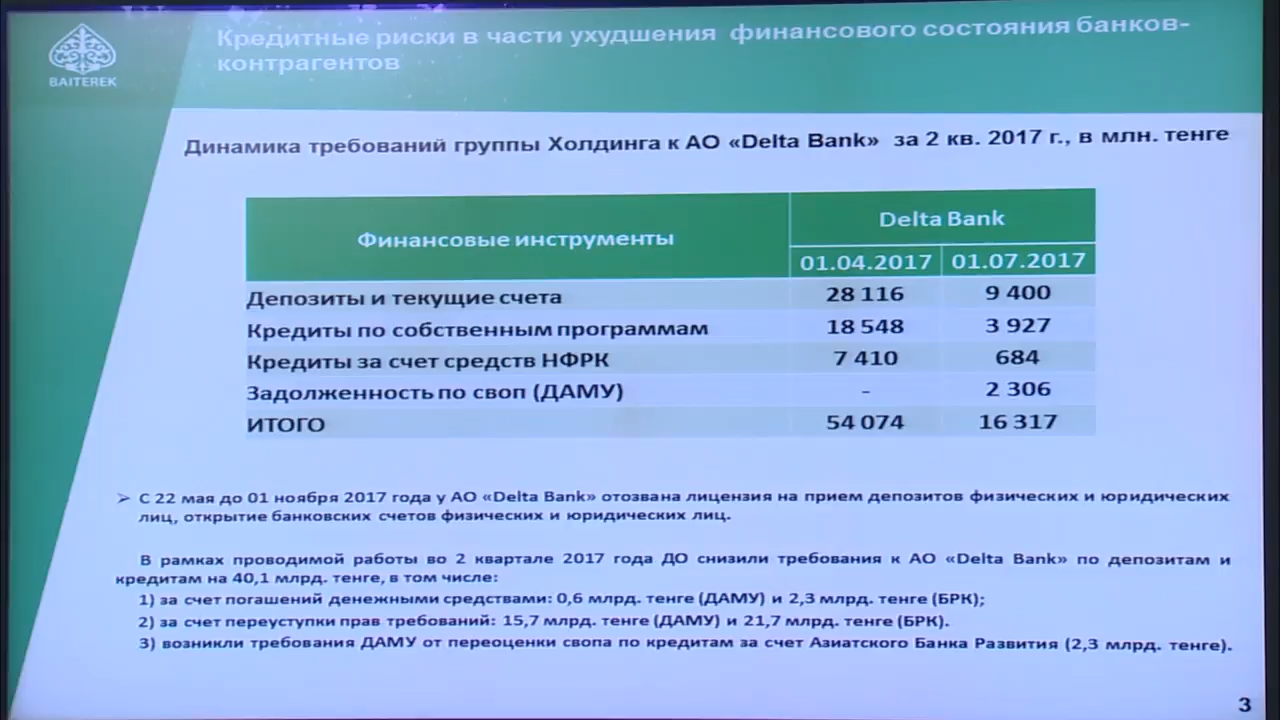 BAITEREK
Кредитные риски в части ухудшения финансового состояния банков-
контрагентов
Динамика требований группы Холдинга к АО «Delta Bank» за 2 кв. 2017 г., в млн. тенге
Финансовые инструменты
Delta Bank
01.04.2017 01.07.2017
Депозиты и текущие счета 28 116 9 400
Кредиты по собственным программам 18 548 3 927
Кредиты за счет средств НФРК 7 410 684
Задолженность по своп (ДАМУ) - 2 306
ИТОГО 54 074 16 317
➢ С 22 мая до 01 ноября 2017 года у АО «Delta Bank» отозвана лицензия на прием депозитов физических и юридических
лиц, открытие банковских счетов физических и юридических лиц.
В рамках проводимой работы во 2 квартале 2017 года ДО снизили требования к АО «Delta Bank» по депозитам и
кредитам на 40,1 млрд. тенге, в том числе:
1) за счет погашений денежными средствами: 0,6 млрд. тенге (ДАМУ) и 2,3 млрд. тенге (БРК);
2) за счет переуступки прав требований: 15,7 млрд. тенге (ДАМУ) и 21,7 млрд. тенге (БРК).
3) возникли требования ДАМУ от переоценки свопа по кредитам за счет Азиатского Банка Развития (2,3 млрд. тенге).
3